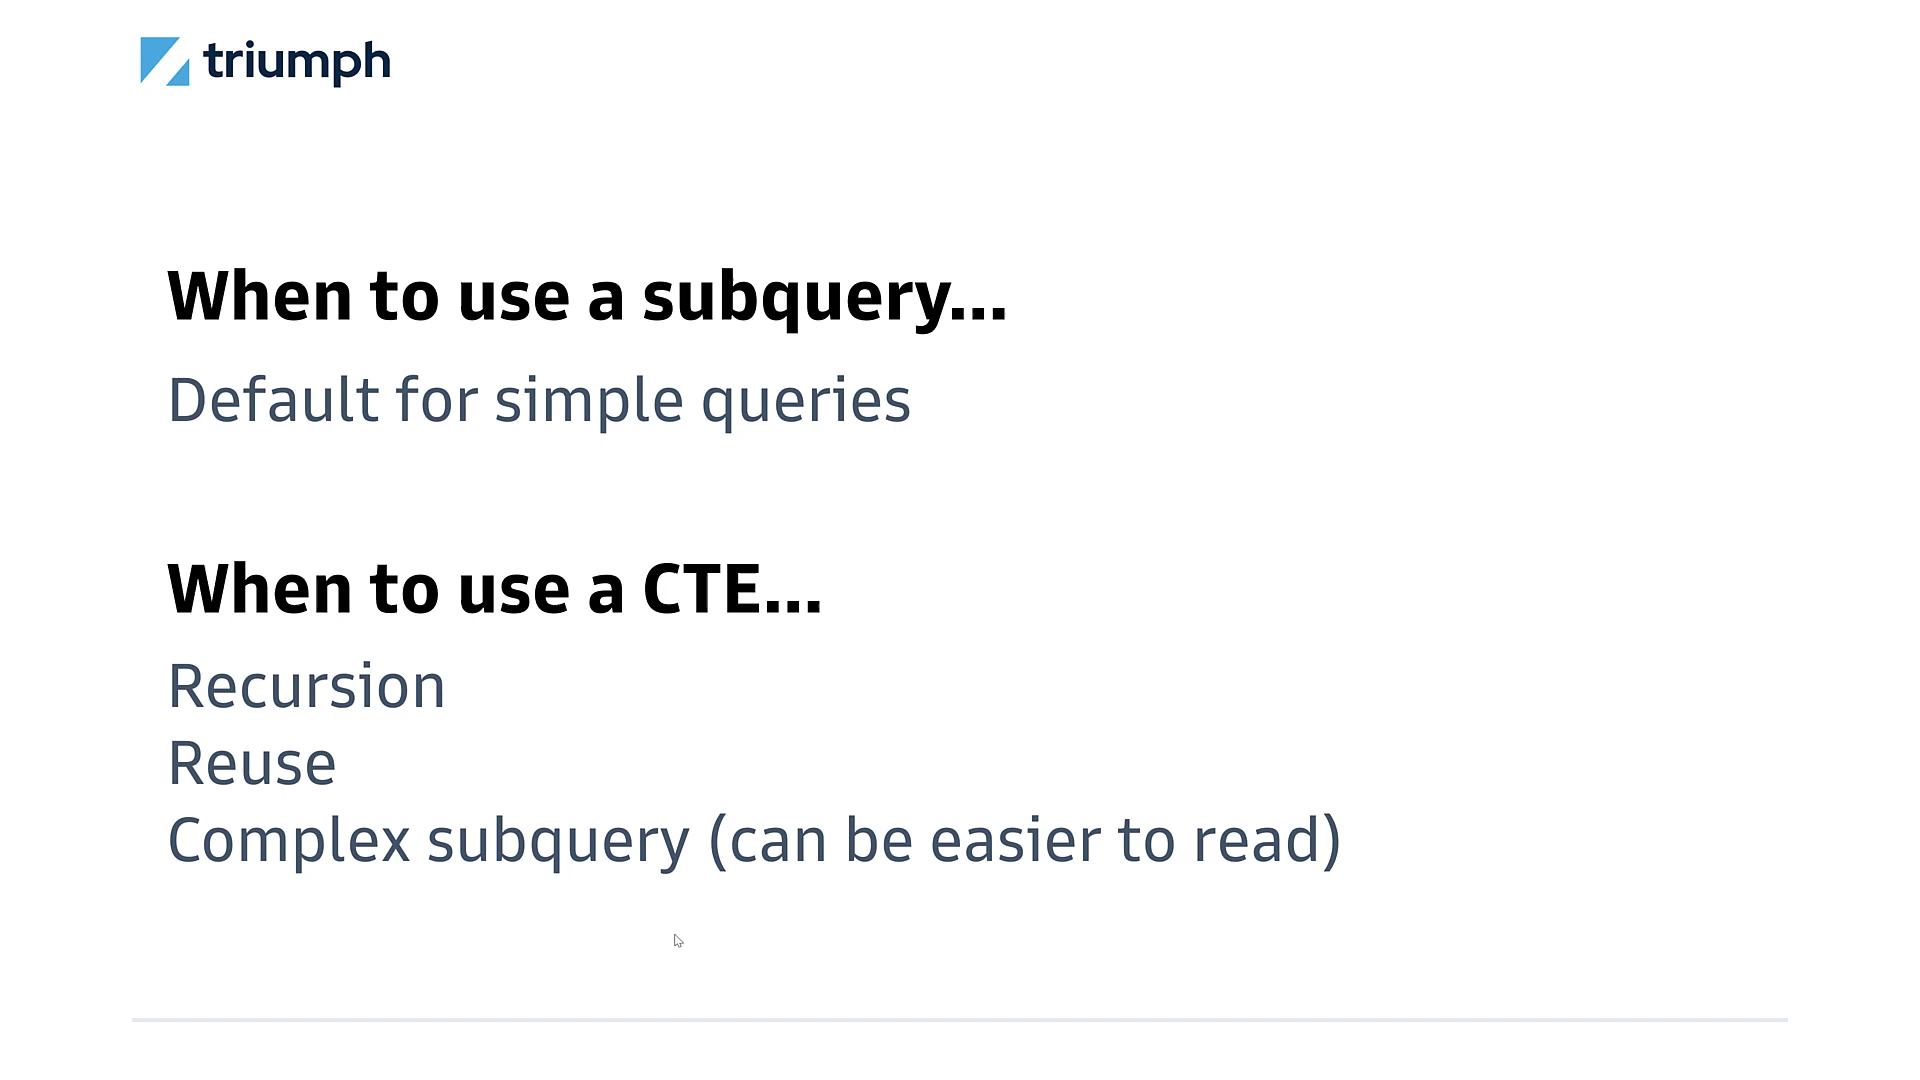 triumph
When to use a subquery...
Default for simple queries
When to use a CTE...
Recursion
Reuse
Complex subquery (can be easier to read)